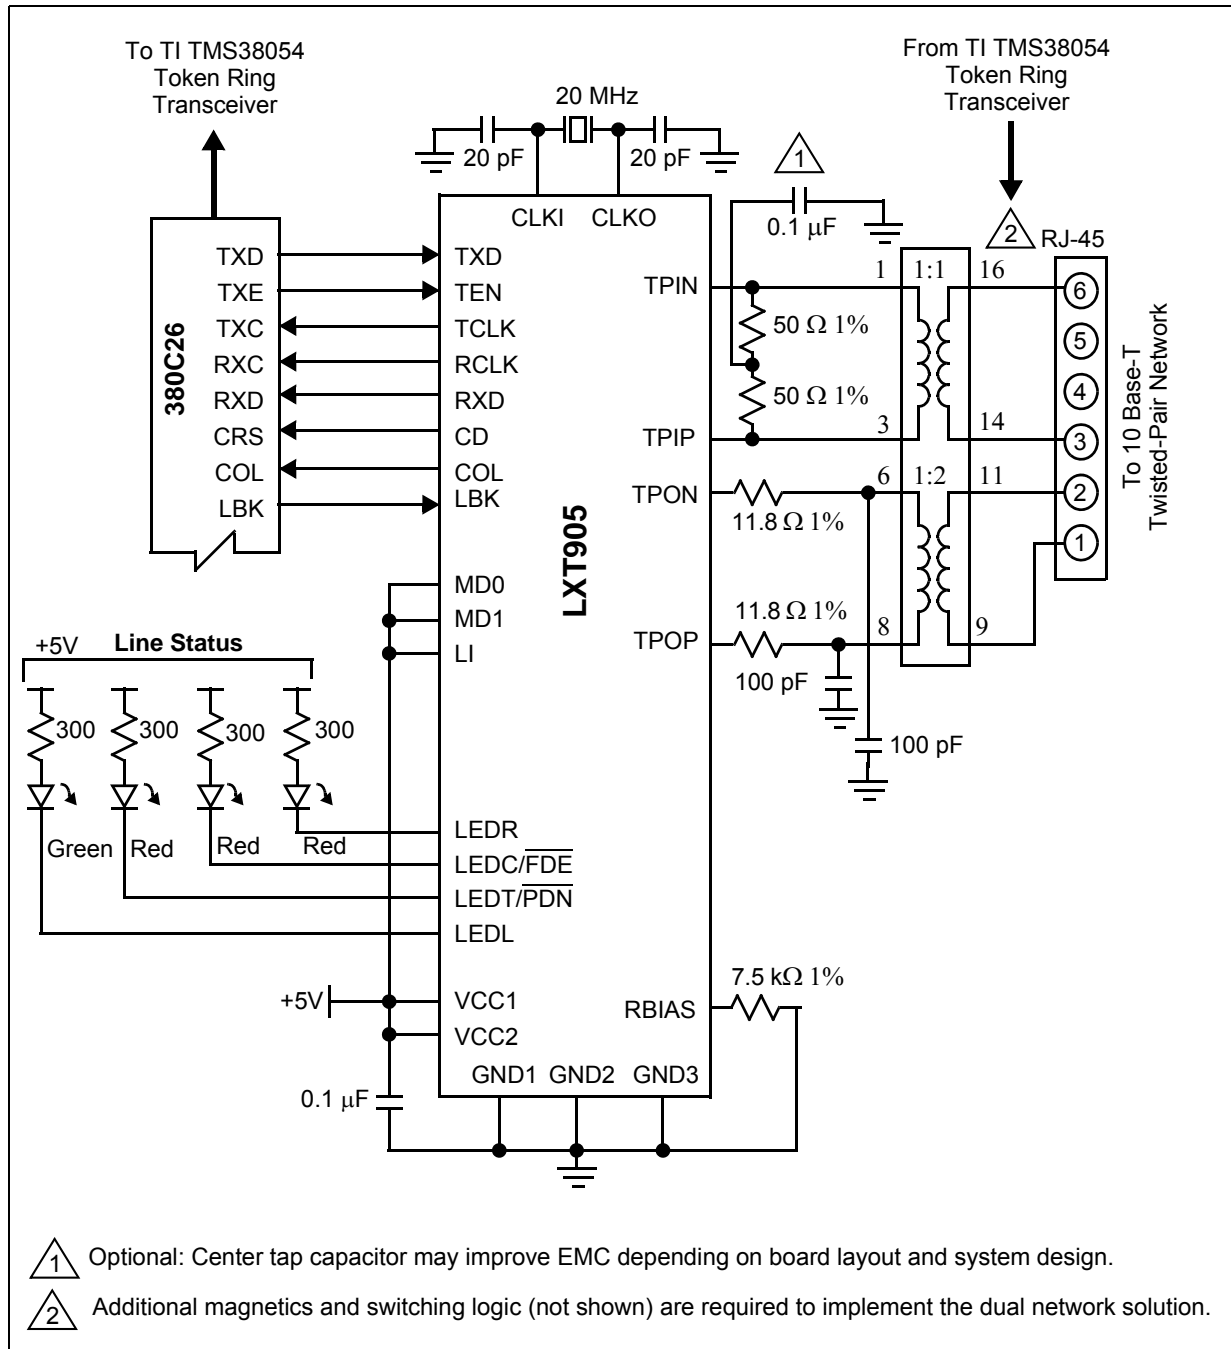 To TI TMS38054
Token Ring
Transceiver
From TI TMS38054
Token Ring
Transceiver
20 MHz
20 pF
20 pF
1
0.1 μF
2
RJ-45
CLKI
CLKO
380C26
TXD
TXE
TXC
RXC
RXD
CRS
COL
LBK
TXD
TEN
TCLK
RCLK
RXD
CD
COL
LBK
MD0
MD1
LI
LXT905
TPIN
TPIP
TPON
TPOP
50 Ω 1%
50 Ω 1%
11.8 Ω 1%
11.8 Ω 1%
100 pF
100 pF
1
1:1
16
3
14
6
1:2
11
8
9
6
5
4
3
2
1
To 10 Base-T
Twisted-Pair Network
+5V
Line Status
300
300
300
300
Green
Red
Red
Red
LEDR
LEDC/FDE
LEDT/PDN
LEDL
+5V
VCC1
VCC2
RBIAS
7.5 kΩ 1%
GND1
GND2
GND3
0.1 μF
1 Optional: Center tap capacitor may improve EMC depending on board layout and system design.
2 Additional magnetics and switching logic (not shown) are required to implement the dual network solution.